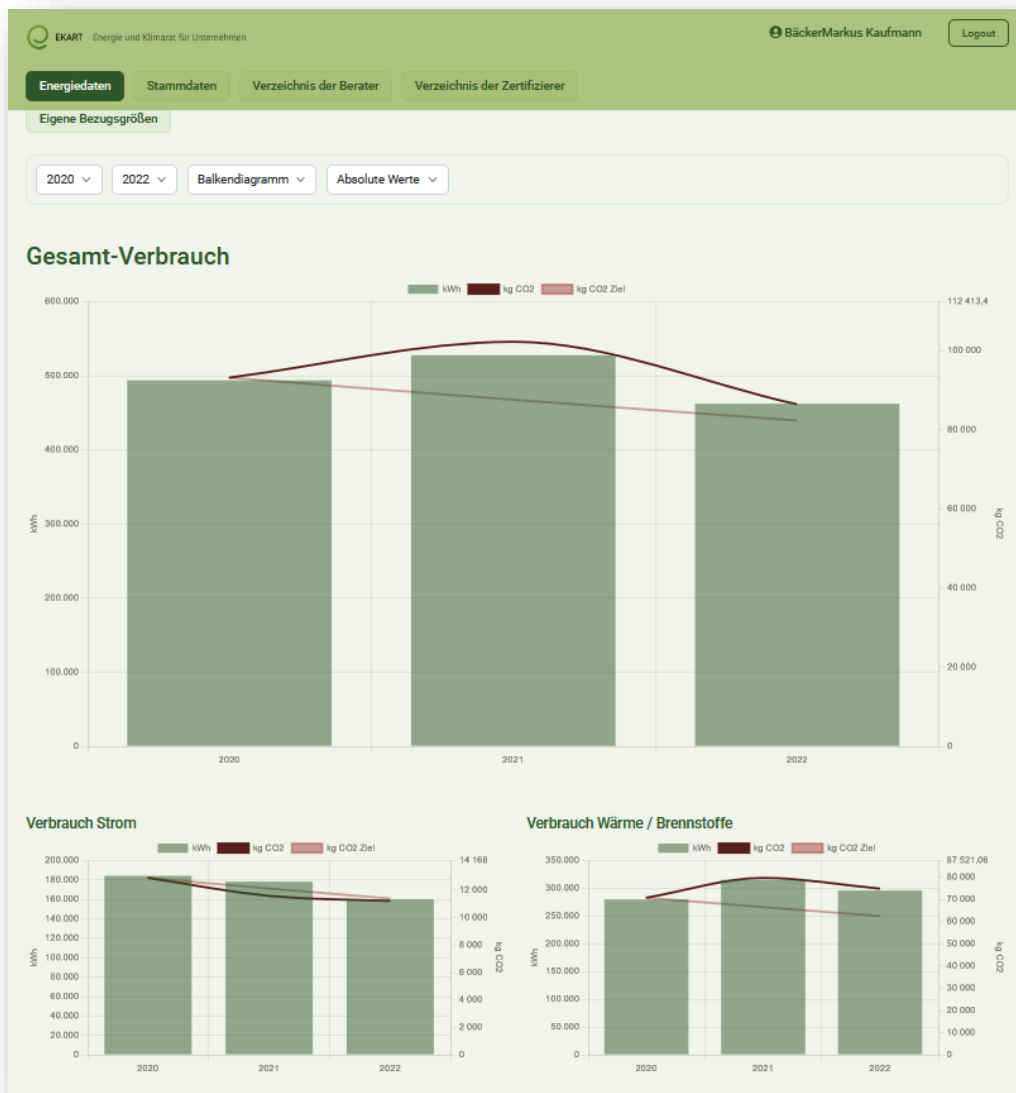 EKART Energie und Klimarat für Unternehmen
BäckerMarkus Kaufmann
Logout
Energiedaten
Stammdaten
Verzeichnis der Berater
Verzeichnis der Zertifizierer
Eigene Bezugsgrößen
2020
2022
Balkendiagramm
Absolute Werte
Gesamt-Verbrauch
kWh
kg CO2
kg CO2 Ziel
600.000
500.000
400.000
300.000
200.000
100.000
0
kWh
112 413,4
100 000
80 000
60 000
40 000
20 000
0
kg CO2
2020
2021
2022
Verbrauch Strom
kWh
kg CO2
kg CO2 Ziel
200.000
180.000
160.000
140.000
120.000
100.000
80.000
60.000
40.000
20.000
0
kWh
14 168
12 000
10 000
8 000
6 000
4 000
2 000
0
kg CO2
2020
2021
2022
Verbrauch Wärme / Brennstoffe
kWh
kg CO2
kg CO2 Ziel
350.000
300.000
250.000
200.000
150.000
100.000
50.000
0
kWh
87 521,06
80 000
70 000
60 000
50 000
40 000
30 000
20 000
10 000
0
kg CO2
2020
2021
2022